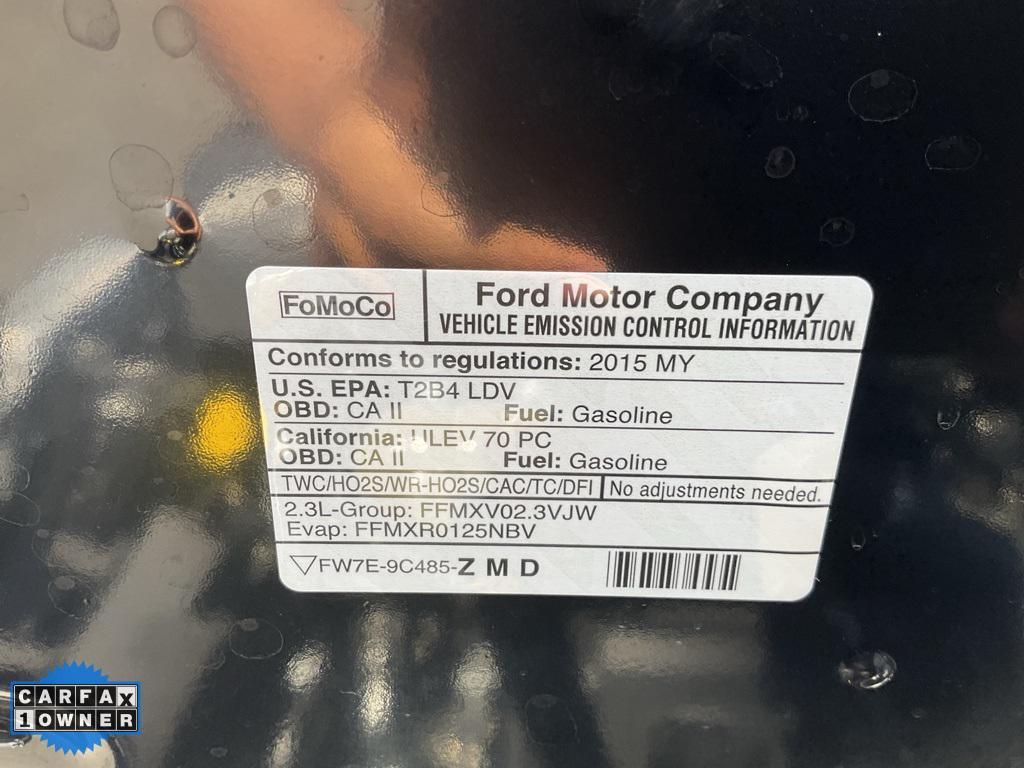 FoMoCo
Ford Motor Company
VEHICLE EMISSION CONTROL INFORMATION
Conforms to regulations: 2015 MY
U.S. EPA: T2B4 LDV
OBD: CA II Fuel: Gasoline
California: ULEV 70 PC
OBD: CA II Fuel: Gasoline
TWC/HO2S/WR-HO2S/CAC/TC/DFI No adjustments needed.
2.3L-Group: FFMXV02.3VJW
Evap: FFMXR0125NBV
FW7E-9C485-Z M D
CARFAX
1 OWNER